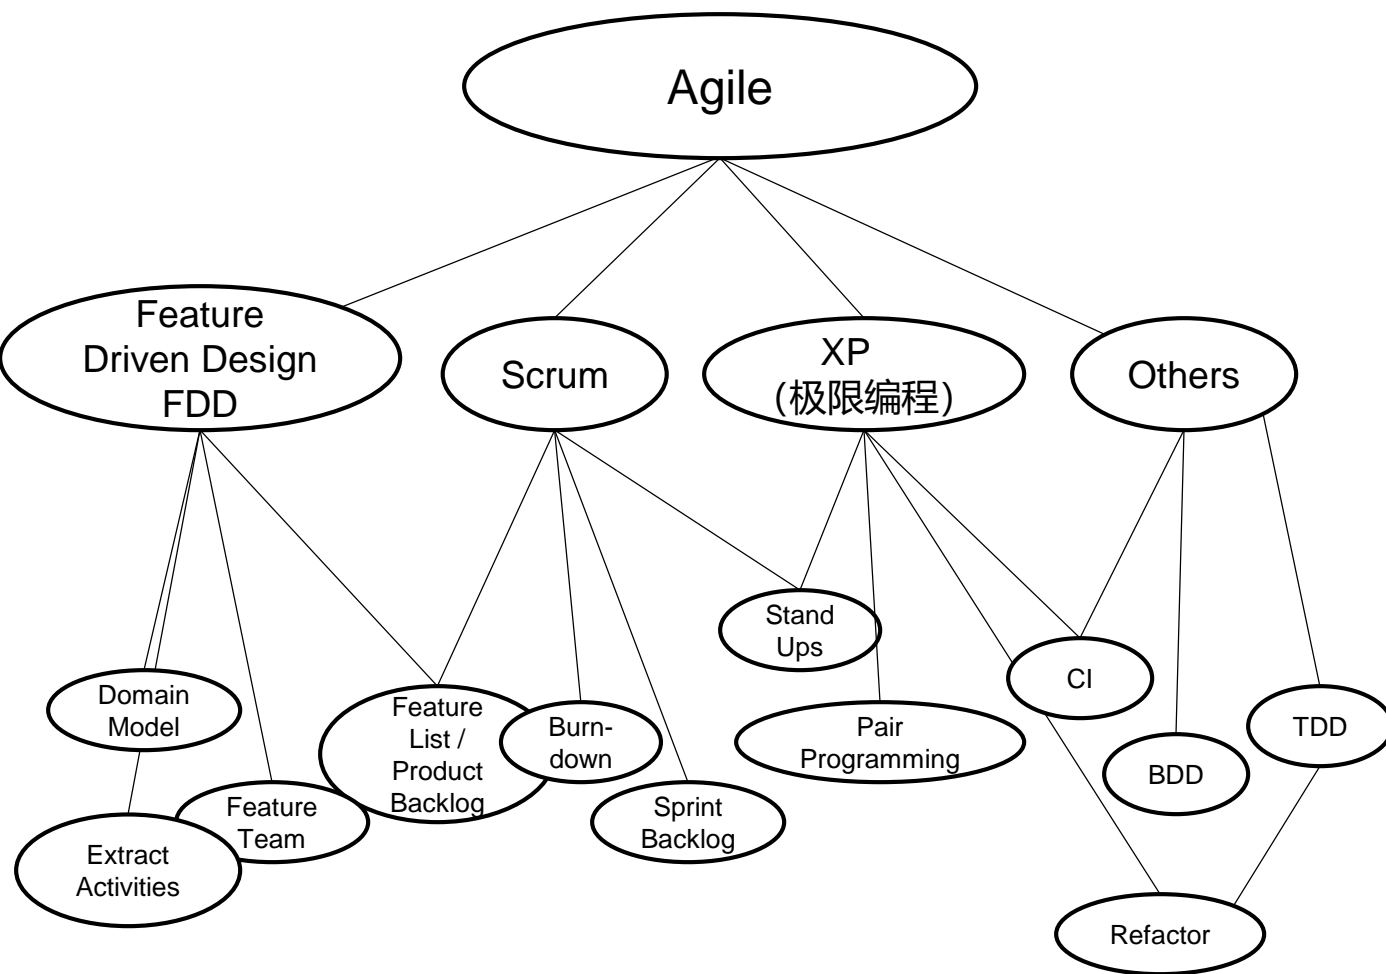 Agile
Feature
Driven Design
FDD
Scrum
XP
（极限编程）
Others
Stand
Ups
CI
Domain
Model
Feature
List /
Product
Backlog
Burn-
down
Pair
Programming
TDD
BDD
Feature
Team
Sprint
Backlog
Extract
Activities
Refactor